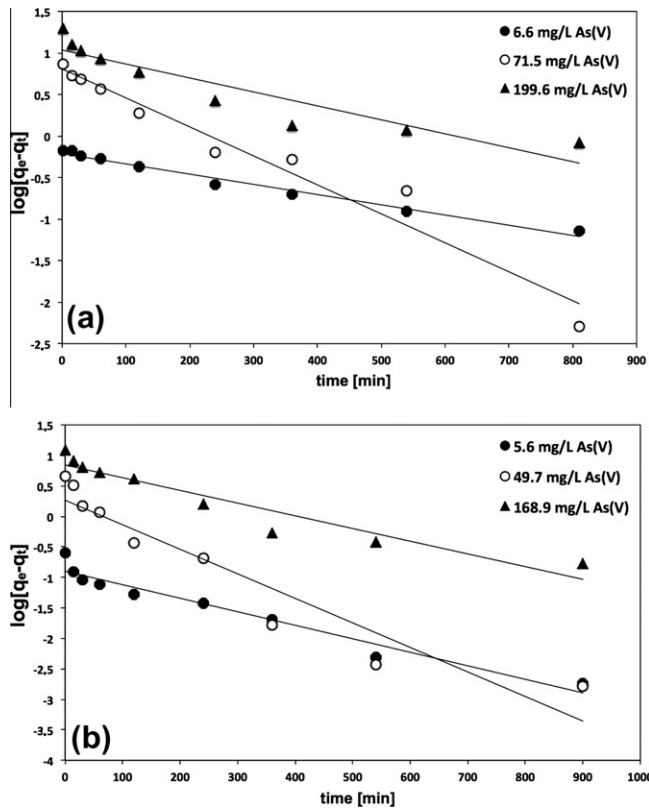 1,5
1
0,5
0
-0,5
-1
-1,5
-2
-2,5
log[qe-qt]
6.6 mg/L As(V)
71.5 mg/L As(V)
199.6 mg/L As(V)
(a)
0 100 200 300 400 500 600 700 800 900
time [min]
1,5
1
0,5
0
-0,5
-1
-1,5
-2
-2,5
-3
-3,5
-4
log[qe-qt]
5.6 mg/L As(V)
49.7 mg/L As(V)
168.9 mg/L As(V)
(b)
0 100 200 300 400 500 600 700 800 900 1000
time [min]